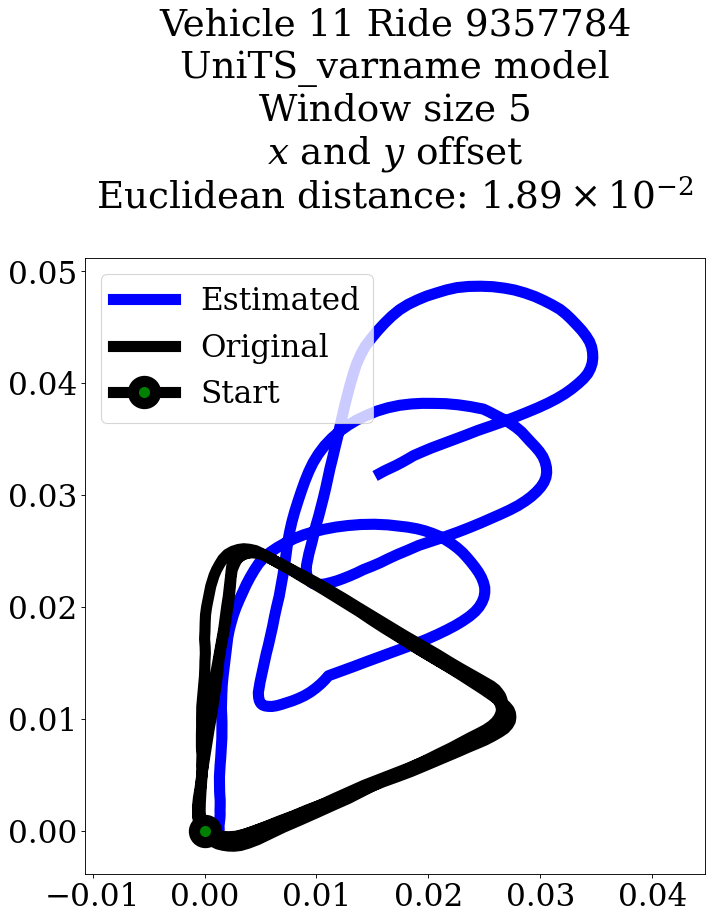 Vehicle 11 Ride 9357784
UniTS_varname model
Window size 5
x and y offset
Euclidean distance: 1.89 × 10⁻²
0.05
0.04
0.03
0.02
0.01
0.00
Estimated
Original
Start
−0.01 0.00 0.01 0.02 0.03 0.04